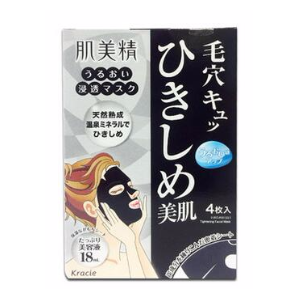 肌美精
うるおい
浸透マスク
天然熟成
温泉ミネラルで
ひきしめ
毛穴キュッ
ひきしめ
美肌
4枚入
たっぷり
美容液
18mL
Kracie